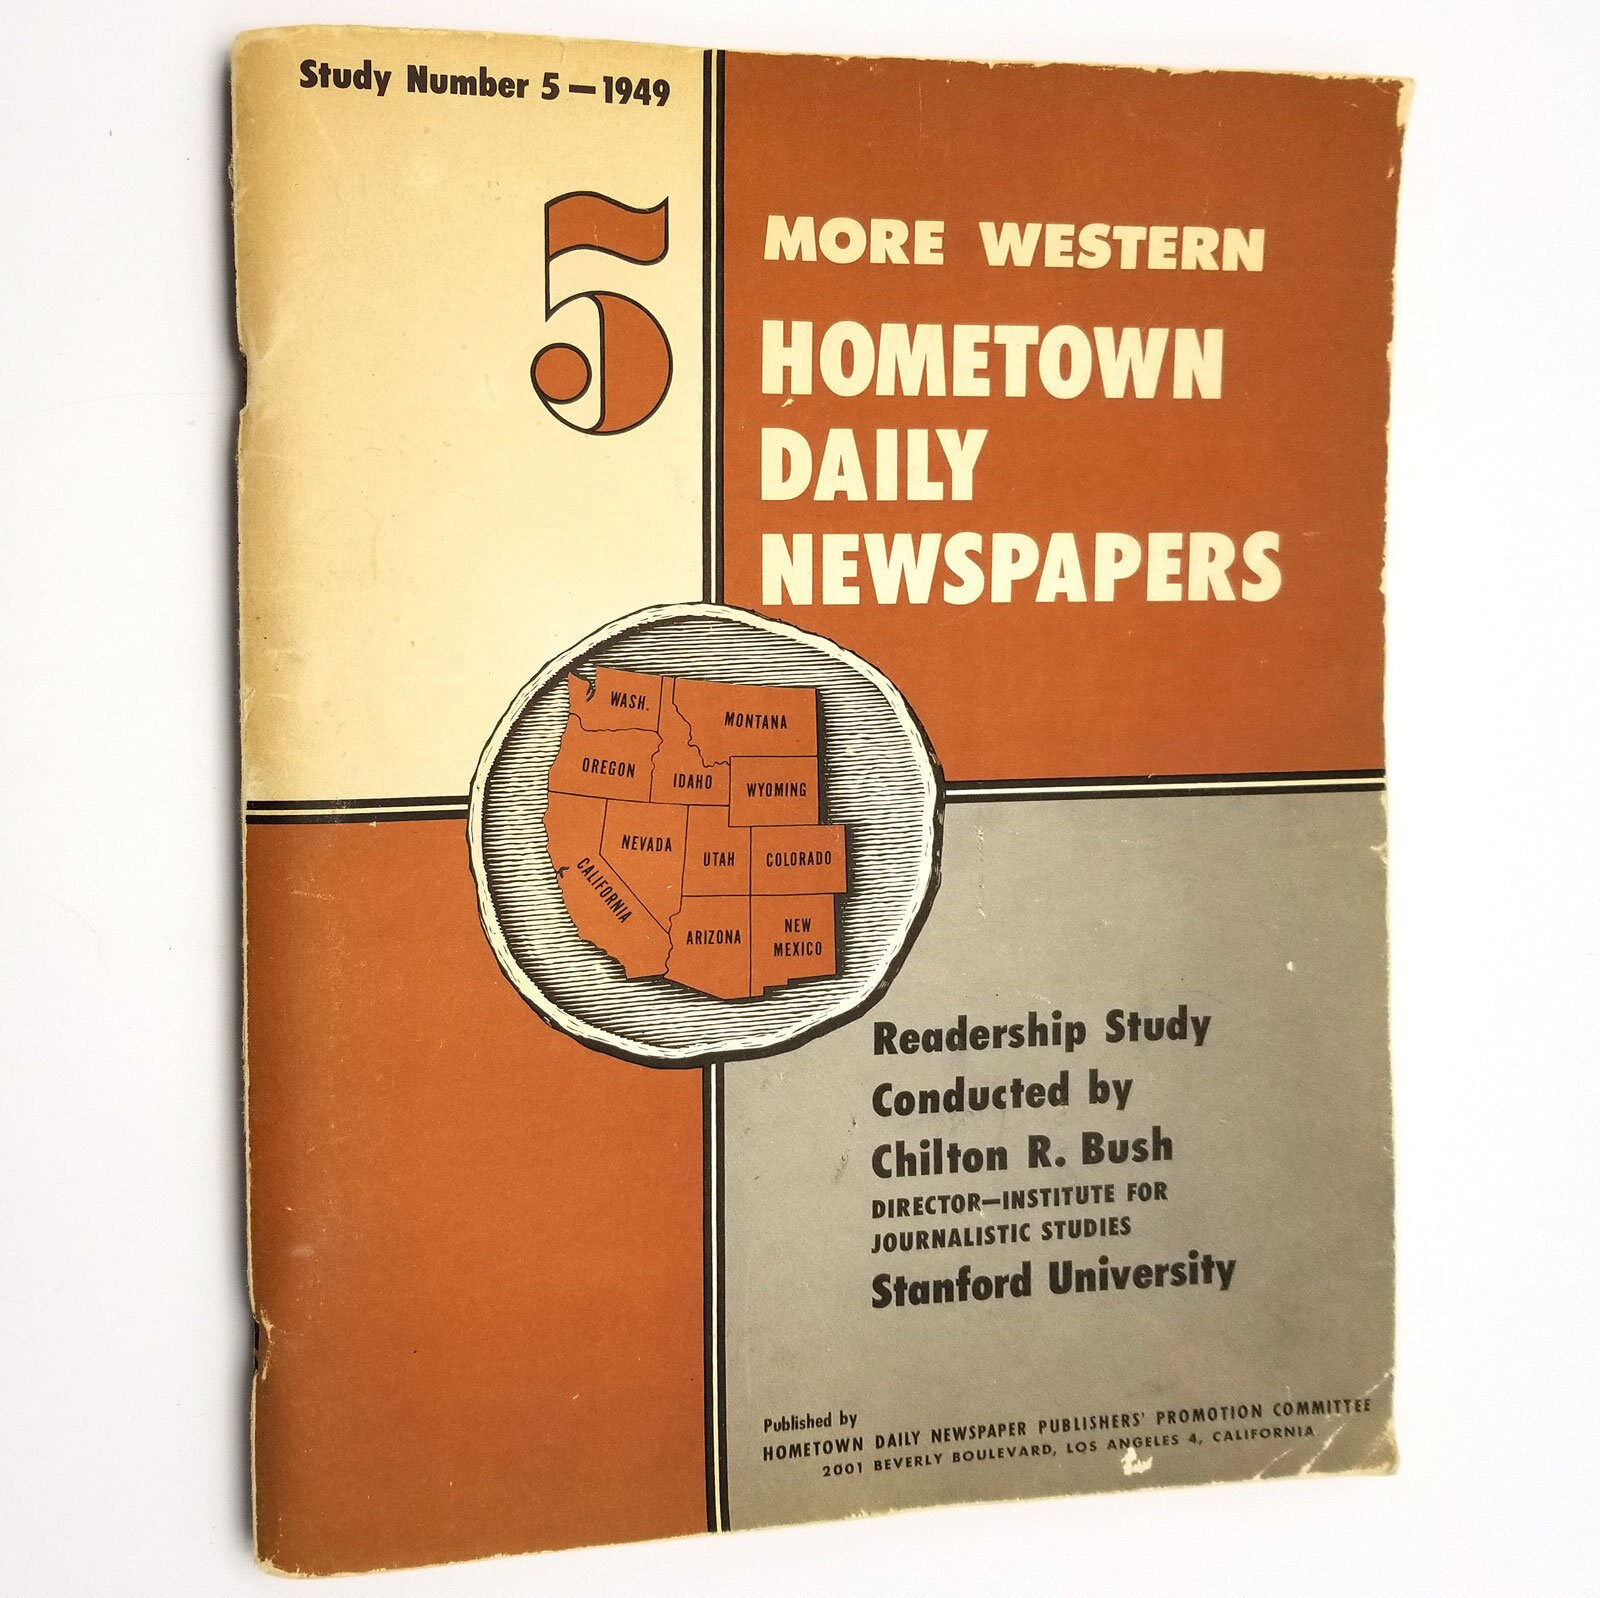 Study Number 5 — 1949
5
MORE WESTERN
HOMETOWN
DAILY
NEWSPAPERS
WASH.
MONTANA
OREGON
IDAHO
WYOMING
NEVADA
UTAH
COLORADO
CALIFORNIA
ARIZONA
NEW
MEXICO
Readership Study
Conducted by
Chilton R. Bush
DIRECTOR—INSTITUTE FOR
JOURNALISTIC STUDIES
Stanford University
Published by
HOMETOWN DAILY NEWSPAPER PUBLISHERS' PROMOTION COMMITTEE
2001 BEVERLY BOULEVARD, LOS ANGELES 4, CALIFORNIA